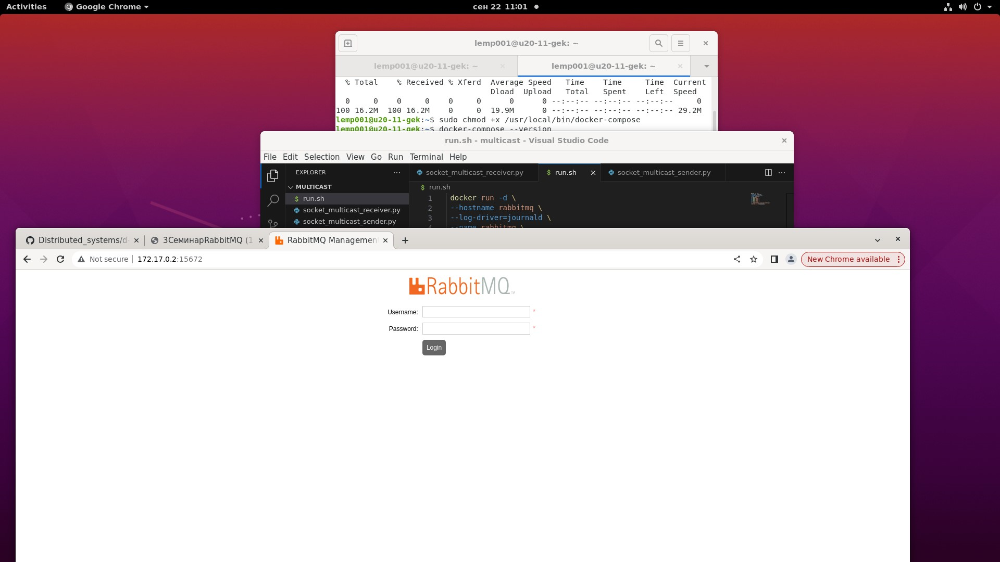 Activities Google Chrome сен 22 11:01
lemp001@u20-11-gek: ~
lemp001@u20-11-gek: ~ lemp001@u20-11-gek: ~
% Total % Received % Xferd Average Speed Time Time Time Current
Dload Upload Total Spent Left Speed
0 0 0 0 0 0 0 0 --:--:-- --:--:-- --:--:-- 0
100 16.2M 100 16.2M 0 0 19.9M 0 --:--:-- --:--:-- --:--:-- 29.2M
lemp001@u20-11-gek:~$ sudo chmod +x /usr/local/bin/docker-compose
lemp001@u20-11-gek:~$ docker-compose --version
run.sh - multicast - Visual Studio Code
File Edit Selection View Go Run Terminal Help
EXPLORER
MULTICAST
run.sh
socket_multicast_receiver.py
socket_multicast_sender.py
socket_multicast_receiver.py run.sh socket_multicast_sender.py
run.sh
1 docker run -d \
2 --hostname rabbitmq \
3 --log-driver=journald \
4 --name rabbitmq \
Distributed_systems/d 3СеминарRabbitMQ (1 RabbitMQ Managemen
Not secure 172.17.0.2:15672 New Chrome available
RabbitMQ TM
Username: *
Password: *
Login